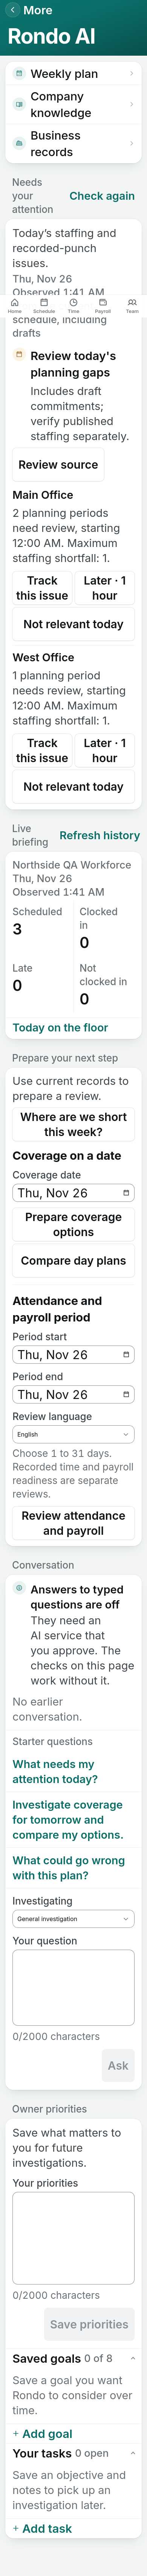 More
Rondo AI
Weekly plan
Company
knowledge
Business
records
Needs
your
attention
Check again
Today's staffing and
recorded-punch
issues.
Thu, Nov 26
Observed 1:41 AM
Home
Schedule
Time
Payroll
Team
schedule, including
drafts
Review today's
planning gaps
Includes draft
commitments;
verify published
staffing separately.
Review source
Main Office
2 planning periods
need review, starting
12:00 AM. Maximum
staffing shortfall: 1.
Track
this issue
Later · 1
hour
Not relevant today
West Office
1 planning period
needs review, starting
12:00 AM. Maximum
staffing shortfall: 1.
Track
this issue
Later · 1
hour
Not relevant today
Live
briefing
Refresh history
Northside QA Workforce
Thu, Nov 26
Observed 1:41 AM
Scheduled
3
Clocked
in
0
Late
0
Not
clocked in
0
Today on the floor
Prepare your next step
Use current records to
prepare a review.
Where are we short
this week?
Coverage on a date
Coverage date
Thu, Nov 26
Prepare coverage
options
Compare day plans
Attendance and
payroll period
Period start
Thu, Nov 26
Period end
Thu, Nov 26
Review language
English
Choose 1 to 31 days.
Recorded time and payroll
readiness are separate
reviews.
Review attendance
and payroll
Conversation
Answers to typed
questions are off
They need an
AI service that
you approve. The
checks on this page
work without it.
No earlier
conversation.
Starter questions
What needs my
attention today?
Investigate coverage
for tomorrow and
compare my options.
What could go wrong
with this plan?
Investigating
General investigation
Your question
0/2000 characters
Ask
Owner priorities
Save what matters to
you for future
investigations.
Your priorities
0/2000 characters
Save priorities
Saved goals 0 of 8
Save a goal you want
Rondo to consider over
time.
+ Add goal
Your tasks 0 open
Save an objective and
notes to pick up an
investigation later.
+ Add task